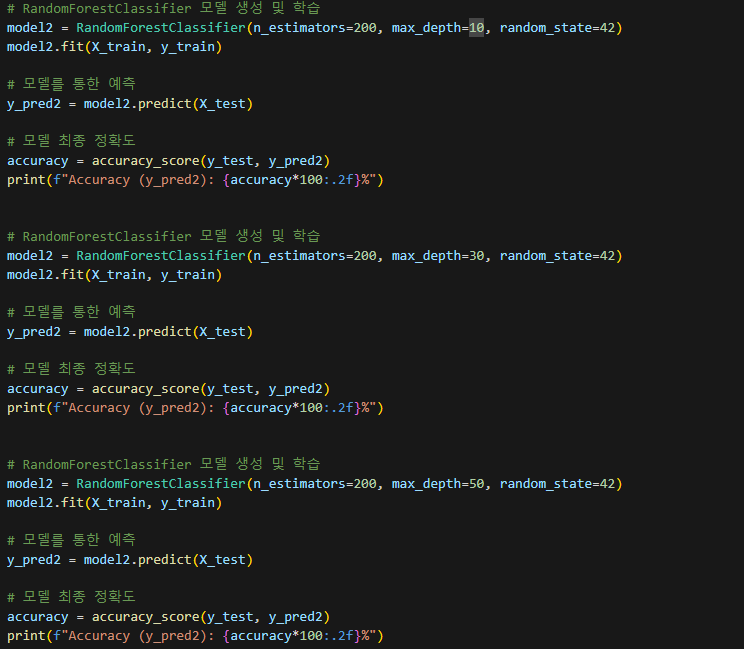 # RandomForestClassifier 모델 생성 및 학습
model2 = RandomForestClassifier(n_estimators=200, max_depth=10, random_state=42)
model2.fit(X_train, y_train)
# 모델를 통한 예측
y_pred2 = model2.predict(X_test)
# 모델 최종 정확도
accuracy = accuracy_score(y_test, y_pred2)
print(f"Accuracy (y_pred2): {accuracy*100:.2f}%")
# RandomForestClassifier 모델 생성 및 학습
model2 = RandomForestClassifier(n_estimators=200, max_depth=30, random_state=42)
model2.fit(X_train, y_train)
# 모델를 통한 예측
y_pred2 = model2.predict(X_test)
# 모델 최종 정확도
accuracy = accuracy_score(y_test, y_pred2)
print(f"Accuracy (y_pred2): {accuracy*100:.2f}%")
# RandomForestClassifier 모델 생성 및 학습
model2 = RandomForestClassifier(n_estimators=200, max_depth=50, random_state=42)
model2.fit(X_train, y_train)
# 모델를 통한 예측
y_pred2 = model2.predict(X_test)
# 모델 최종 정확도
accuracy = accuracy_score(y_test, y_pred2)
print(f"Accuracy (y_pred2): {accuracy*100:.2f}%")